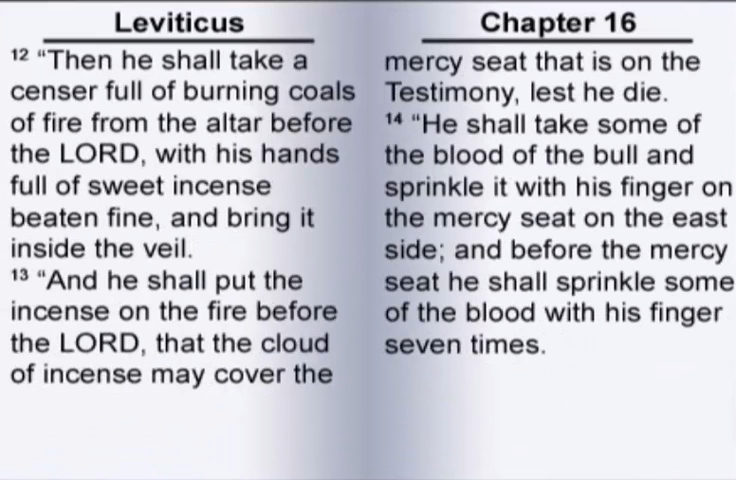 Leviticus
12 “Then he shall take a
censer full of burning coals
of fire from the altar before
the LORD, with his hands
full of sweet incense
beaten fine, and bring it
inside the veil.
13 “And he shall put the
incense on the fire before
the LORD, that the cloud
of incense may cover the
Chapter 16
mercy seat that is on the
Testimony, lest he die.
14 “He shall take some of
the blood of the bull and
sprinkle it with his finger on
the mercy seat on the east
side; and before the mercy
seat he shall sprinkle some
of the blood with his finger
seven times.